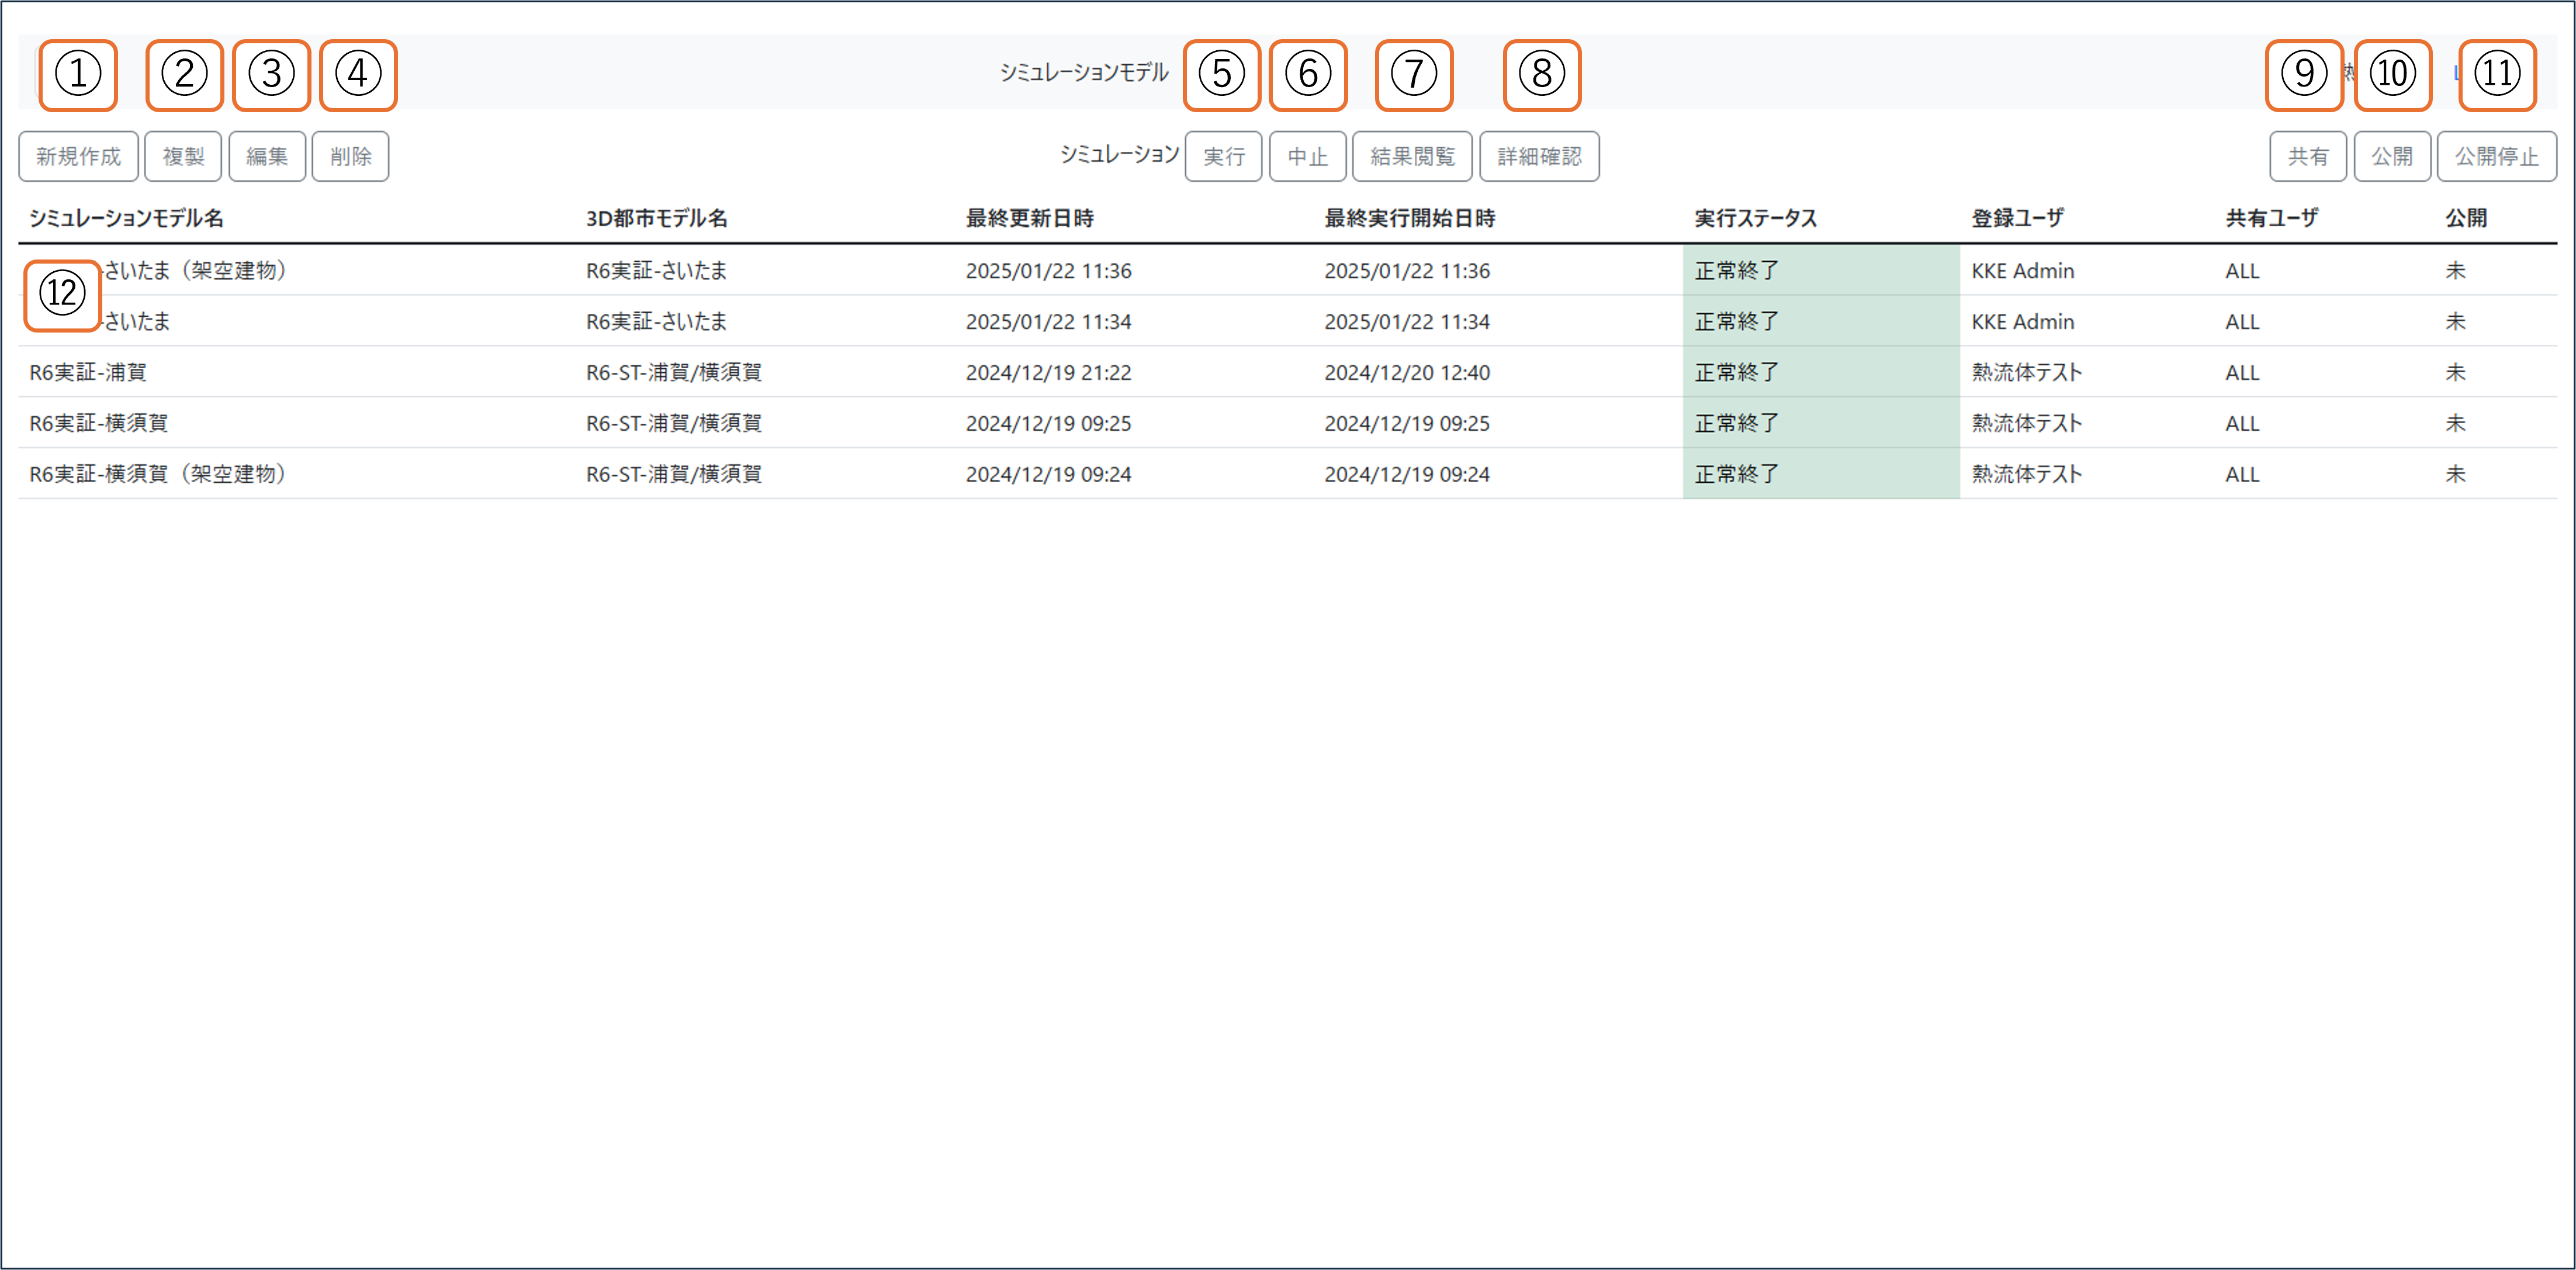 ① ② ③ ④ シミュレーションモデル ⑤ ⑥ ⑦ ⑧ ⑨ ⑩ ⑪
新規作成 複製 編集 削除 シミュレーション 実行 中止 結果閲覧 詳細確認 共有 公開 公開停止
シミュレーションモデル名 3D都市モデル名 最終更新日時 最終実行開始日時 実行ステータス 登録ユーザ 共有ユーザ 公開
-さいたま（架空建物） R6実証-さいたま 2025/01/22 11:36 2025/01/22 11:36 正常終了 KKE Admin ALL 未
⑫
-さいたま R6実証-さいたま 2025/01/22 11:34 2025/01/22 11:34 正常終了 KKE Admin ALL 未
R6実証-浦賀 R6-ST-浦賀/横須賀 2024/12/19 21:22 2024/12/20 12:40 正常終了 熱流体テスト ALL 未
R6実証-横須賀 R6-ST-浦賀/横須賀 2024/12/19 09:25 2024/12/19 09:25 正常終了 熱流体テスト ALL 未
R6実証-横須賀（架空建物） R6-ST-浦賀/横須賀 2024/12/19 09:24 2024/12/19 09:24 正常終了 熱流体テスト ALL 未